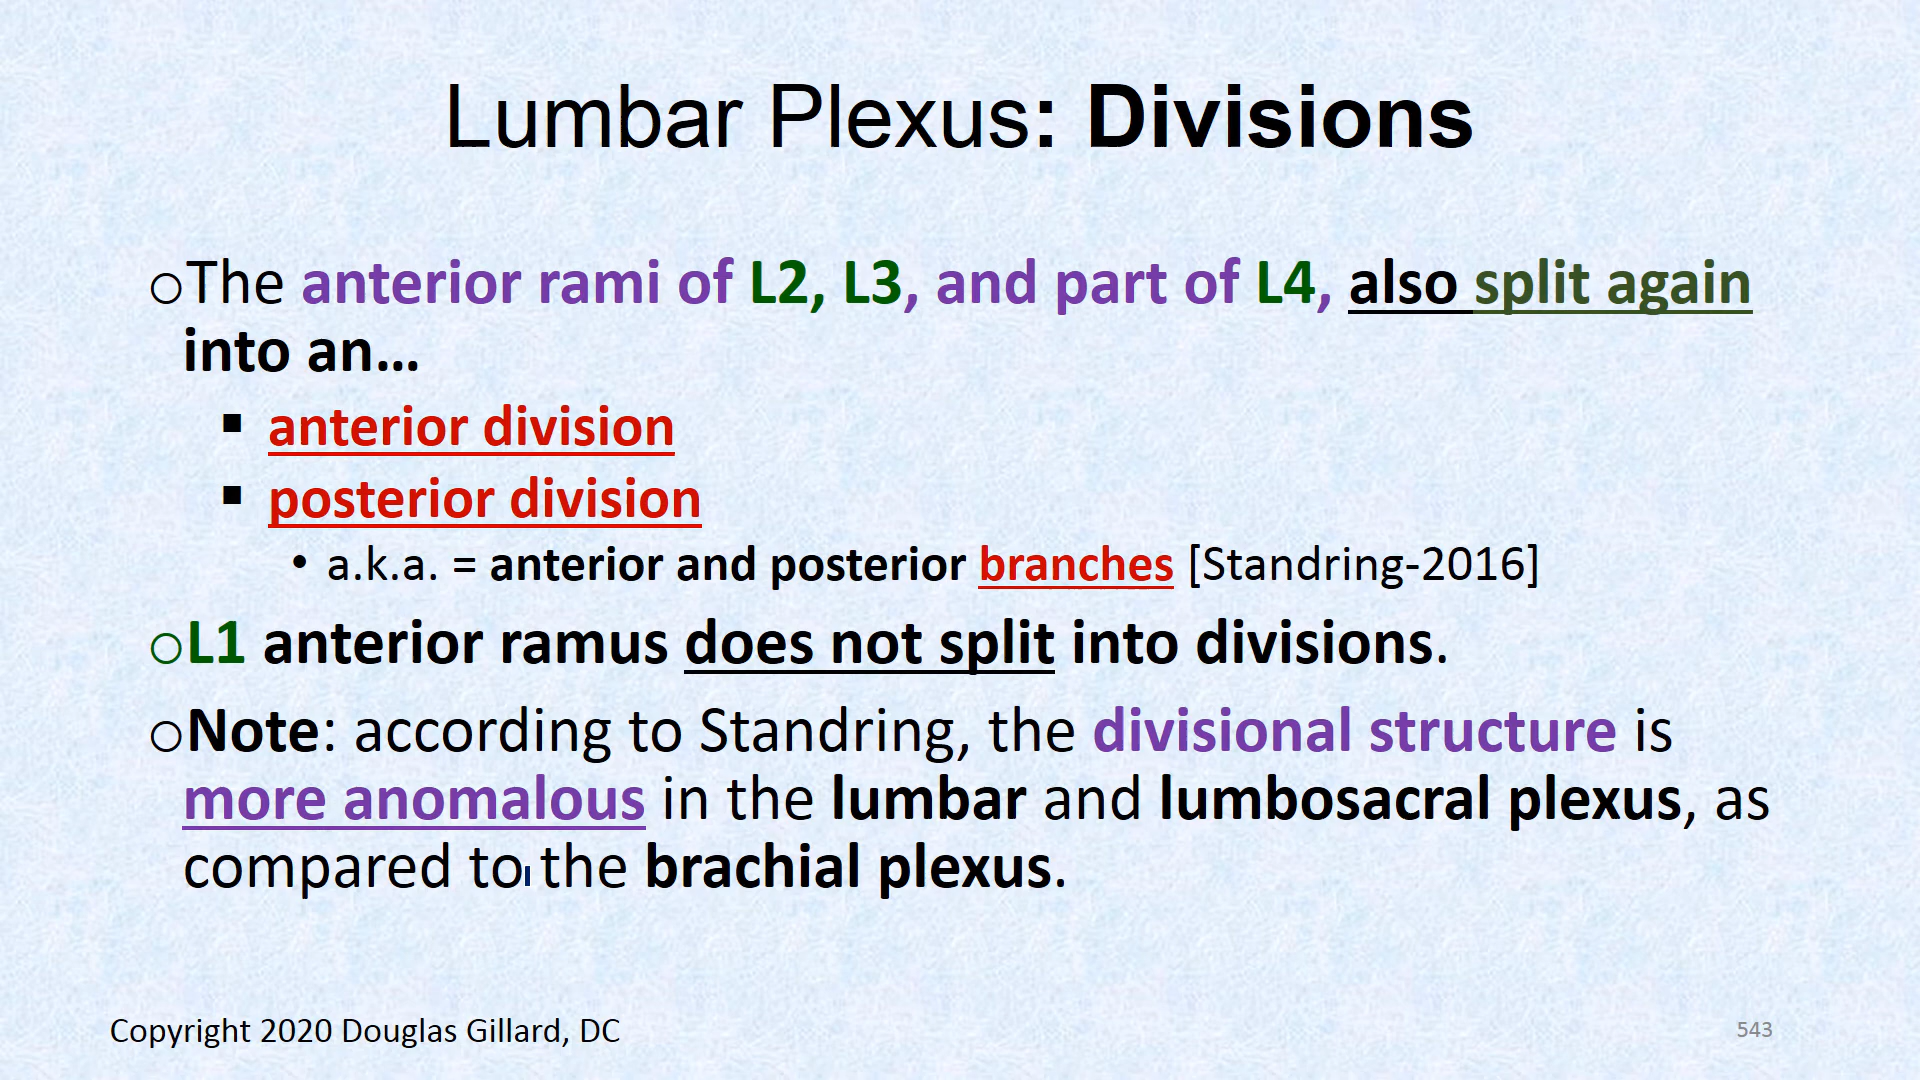 Lumbar Plexus: Divisions
○The anterior rami of L2, L3, and part of L4, also split again
into an...
▪ anterior division
▪ posterior division
• a.k.a. = anterior and posterior branches [Standring-2016]
○L1 anterior ramus does not split into divisions.
○Note: according to Standring, the divisional structure is
more anomalous in the lumbar and lumbosacral plexus, as
compared to the brachial plexus.
Copyright 2020 Douglas Gillard, DC
543